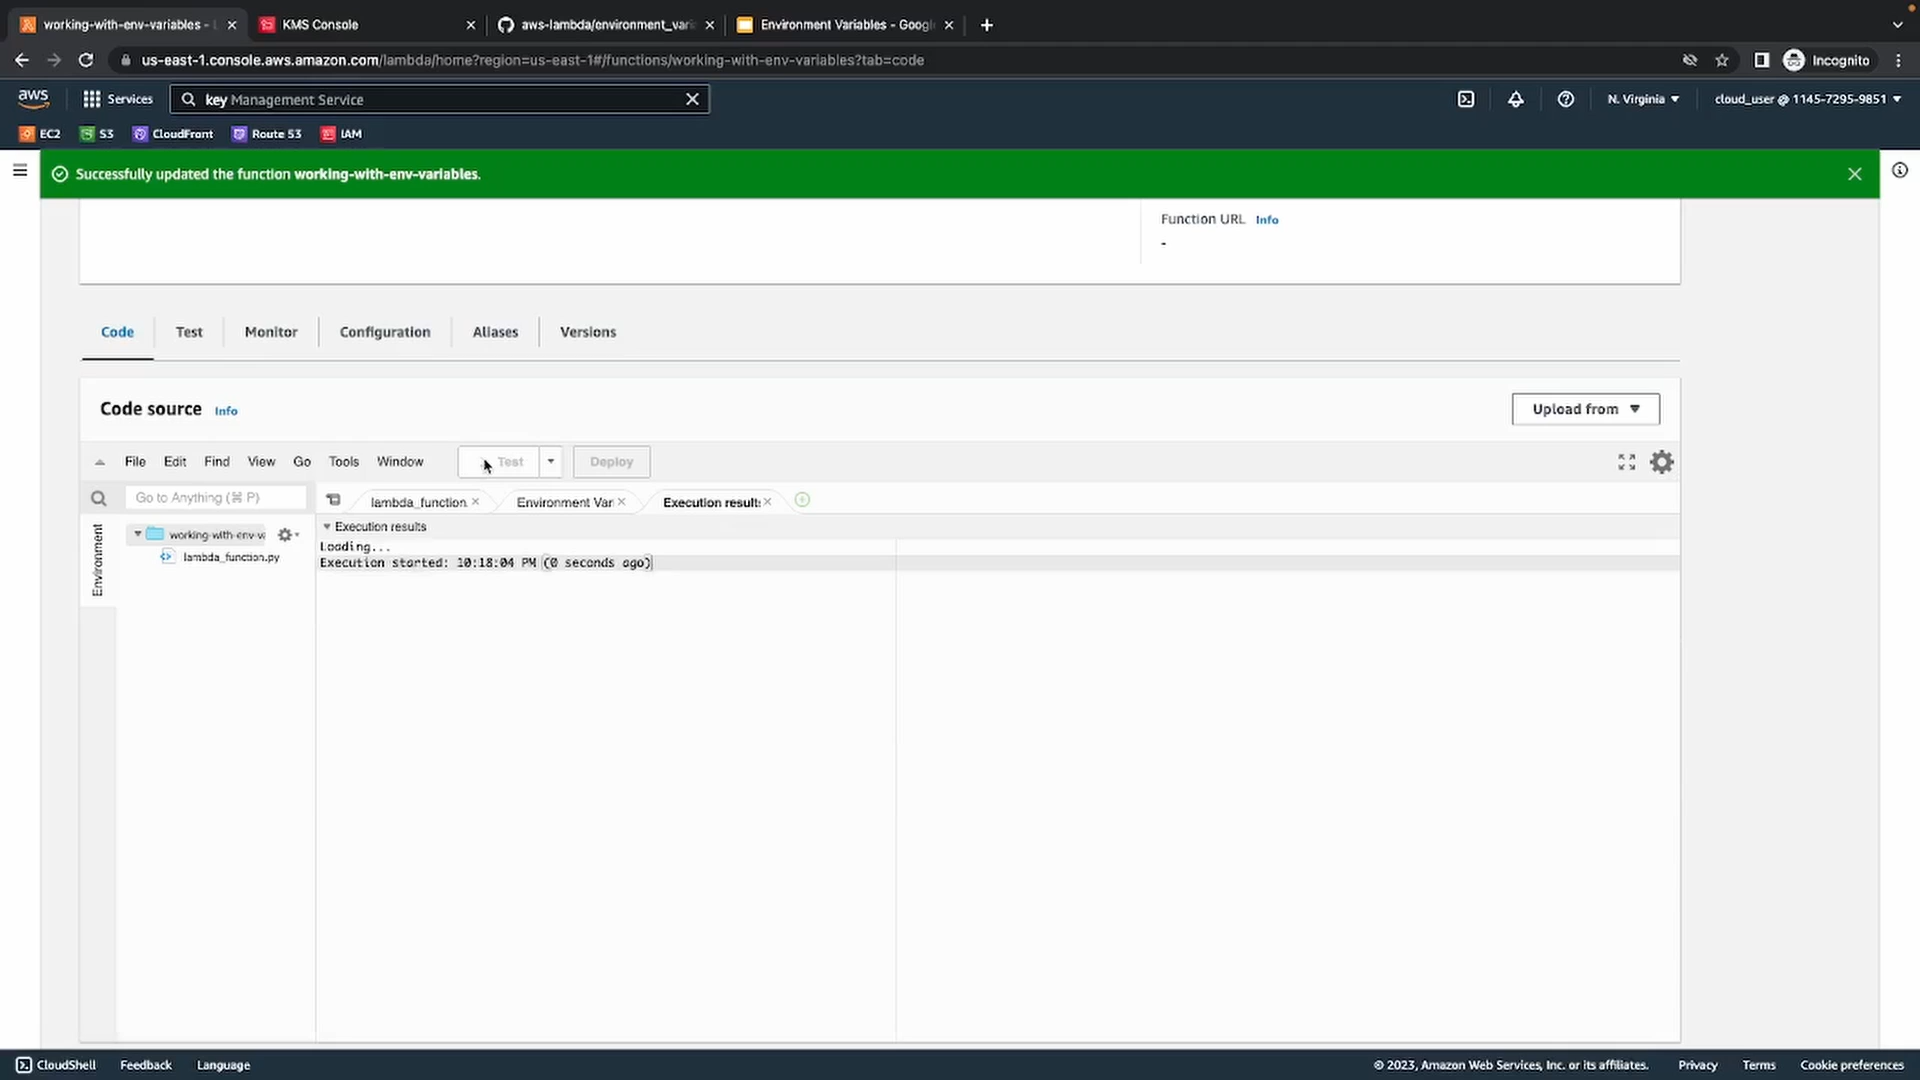 working-with-env-variables - L
KMS Console
aws-lambda/environment_vari
Environment Variables - Googl
us-east-1.console.aws.amazon.com/lambda/home?region=us-east-1#/functions/working-with-env-variables?tab=code
Incognito
aws
Services
key Management Service
N. Virginia
cloud_user @ 1145-7295-9851
EC2
S3
CloudFront
Route 53
IAM
Successfully updated the function working-with-env-variables.
Function URL Info
-
Code
Test
Monitor
Configuration
Aliases
Versions
Code source Info
Upload from
File
Edit
Find
View
Go
Tools
Window
Test
Deploy
Go to Anything (⌘ P)
lambda_function
Environment Var
Execution result:
Environment
working-with-env-va
lambda_function.py
Execution results
Loading...
Execution started: 10:18:04 PM (0 seconds ago)
CloudShell
Feedback
Language
© 2023, Amazon Web Services, Inc. or its affiliates.
Privacy
Terms
Cookie preferences